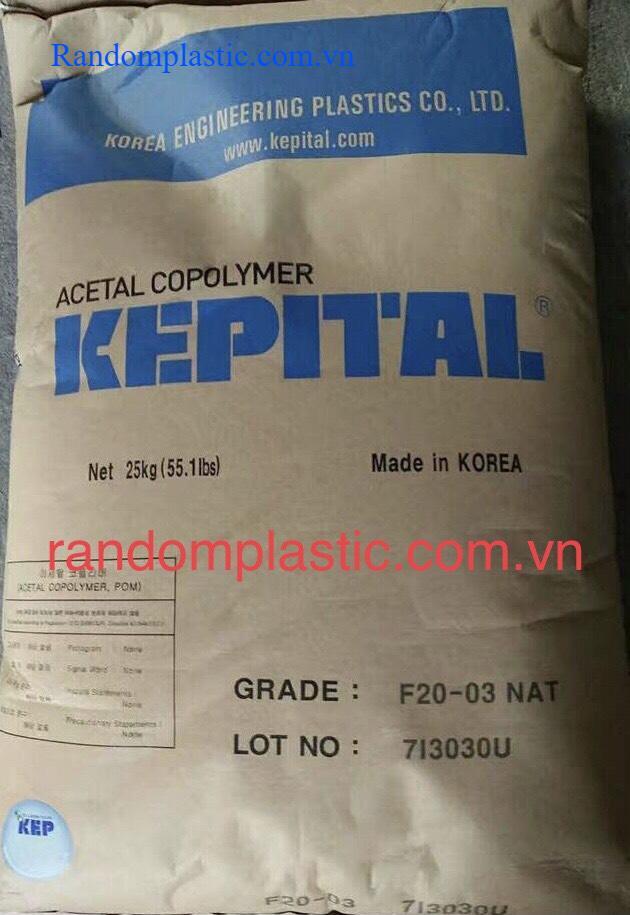 Randomplastic.com.vn
KOREA ENGINEERING PLASTICS CO., LTD.
www.kepital.com
ACETAL COPOLYMER
KEPITAL®
Net 25kg(55.1lbs)
Made in KOREA
randomplastic.com.vn
(ACETAL COPOLYMER, POM)
Pictogram : None
Signal Word : None
Hazard Statements :
None
Precautionary Statements :
None
GRADE : F20-03 NAT
LOT NO : 7I3030U
KEP
F20-03 7I3030U